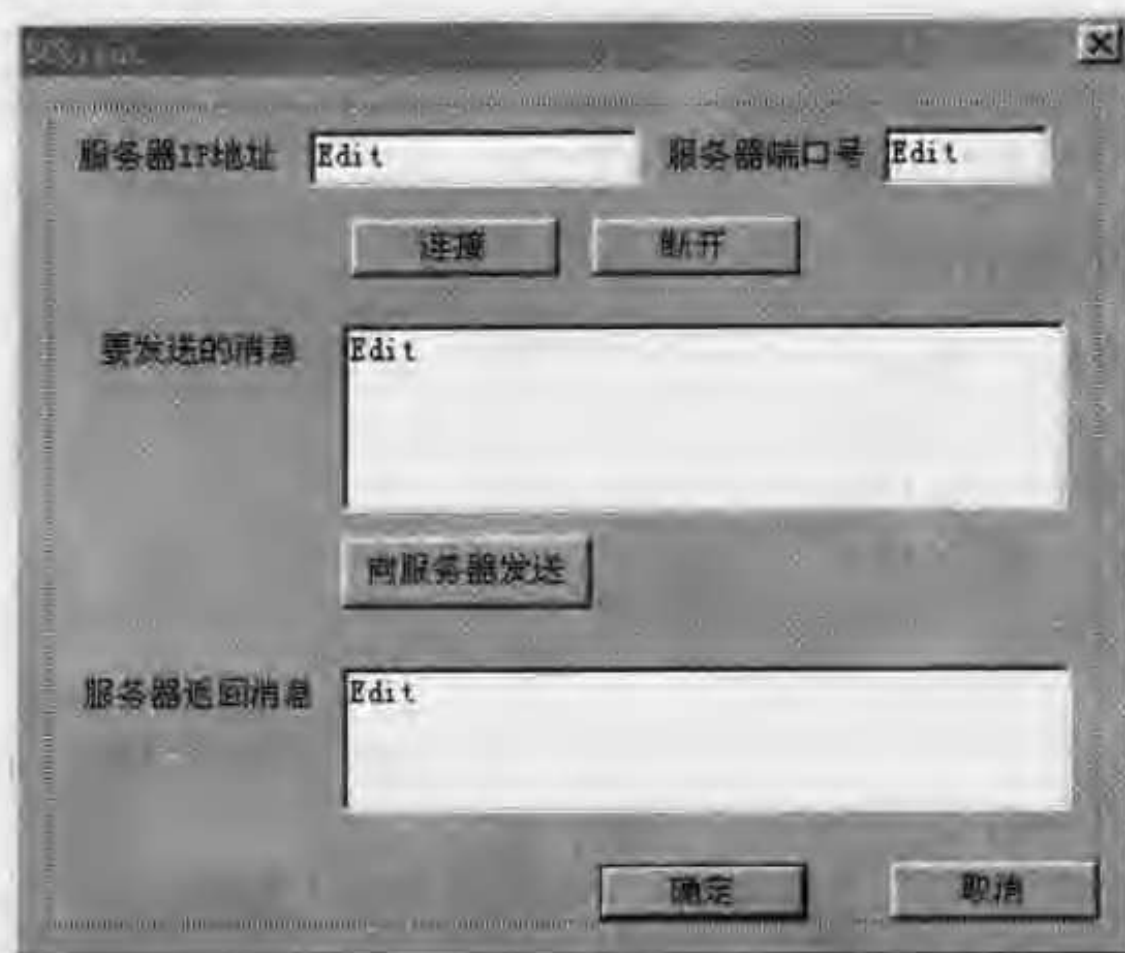 服务器IP地址 Edit 服务器端口号 Edit
连接 断开
要发送的消息 Edit
向服务器发送
服务器返回消息 Edit
确定 取消